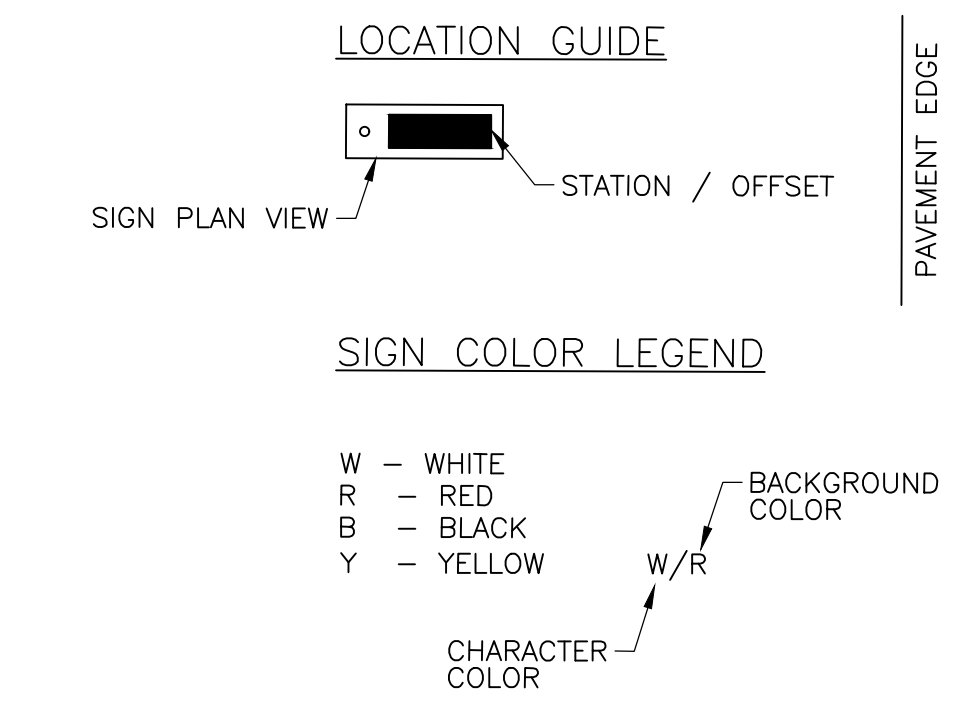 LOCATION GUIDE
PAVEMENT EDGE
STATION / OFFSET
SIGN PLAN VIEW
SIGN COLOR LEGEND
W - WHITE
R - RED
B - BLACK
Y - YELLOW
BACKGROUND
COLOR
W/R
CHARACTER
COLOR